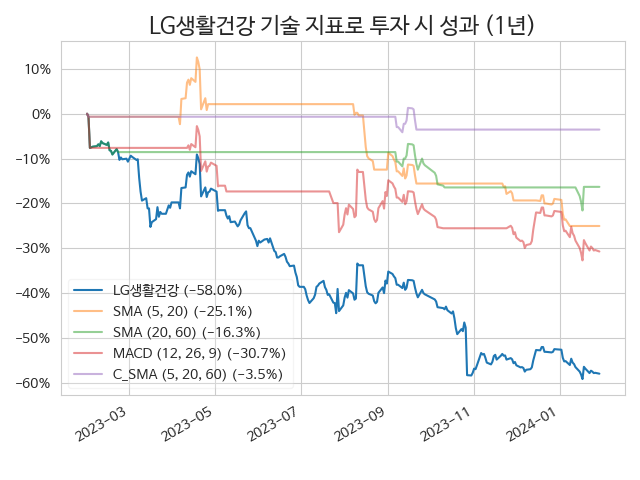 LG생활건강 기술 지표로 투자 시 성과 (1년)
10%
0%
−10%
−20%
−30%
−40%
−50%
−60%
LG생활건강 (−58.0%)
SMA (5, 20) (−25.1%)
SMA (20, 60) (−16.3%)
MACD (12, 26, 9) (−30.7%)
C_SMA (5, 20, 60) (−3.5%)
2023−03
2023−05
2023−07
2023−09
2023−11
2024−01